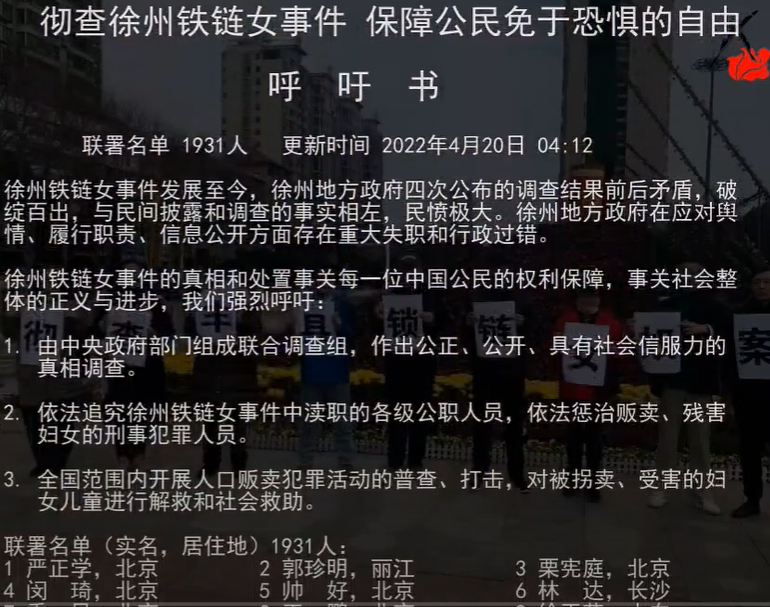 彻查徐州铁链女事件 保障公民免于恐惧的自由
呼 吁 书
联署名单 1931人 更新时间 2022年4月20日 04:12
徐州铁链女事件发展至今，徐州地方政府四次公布的调查结果前后矛盾，破
绽百出，与民间披露和调查的事实相左，民愤极大。徐州地方政府在应对舆
情、履行职责、信息公开方面存在重大失职和行政过错。
徐州铁链女事件的真相和处置事关每一位中国公民的权利保障，事关社会整
体的正义与进步，我们强烈呼吁：
1. 由中央政府部门组成联合调查组，作出公正、公开、具有社会信服力的
真相调查。
2. 依法追究徐州铁链女事件中渎职的各级公职人员，依法惩治贩卖、残害
妇女的刑事犯罪人员。
3. 全国范围内开展人口贩卖犯罪活动的普查、打击，对被拐卖、受害的妇
女儿童进行解救和社会救助。
联署名单（实名，居住地）1931人：
1 严正学，北京 2 郭珍明，丽江 3 栗宪庭，北京
4 闵 琦，北京 5 帅 好，北京 6 林 达，长沙
彻 查 丰 县 锁 链 女 案